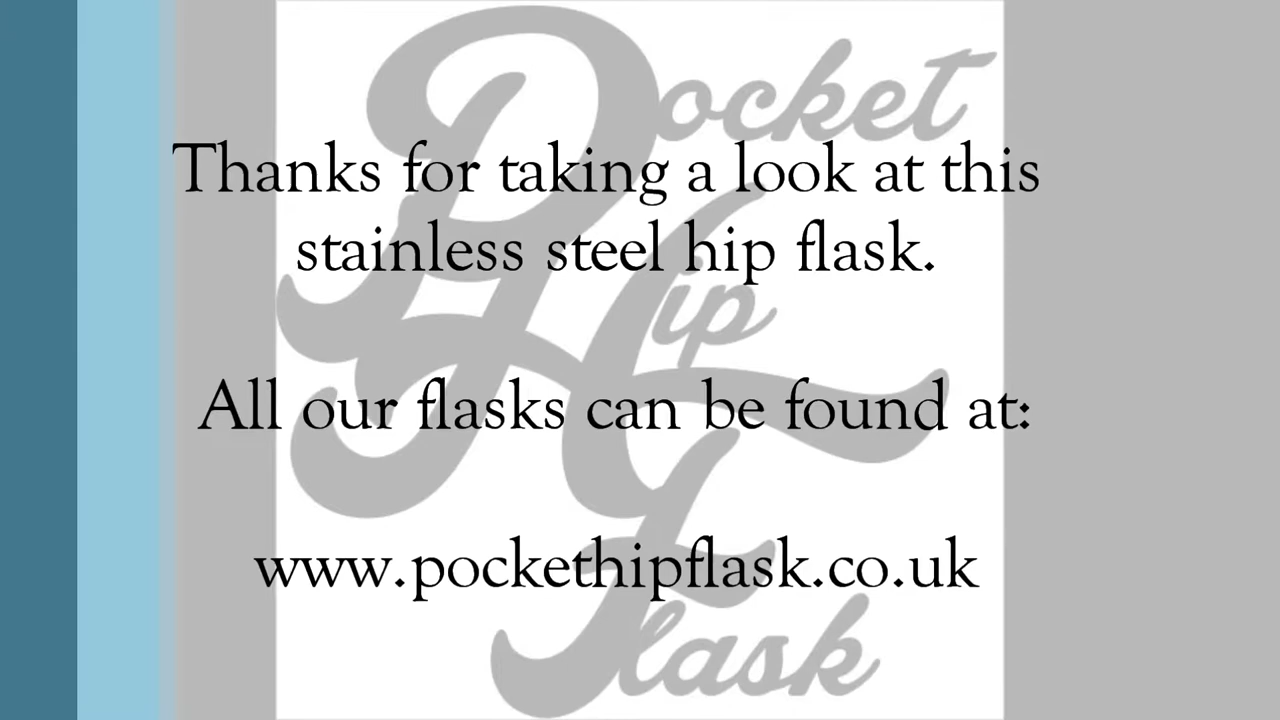 Pocket
Thanks for taking a look at this
stainless steel hip flask.
Hip
All our flasks can be found at:
www.pockethipflask.co.uk
Flask